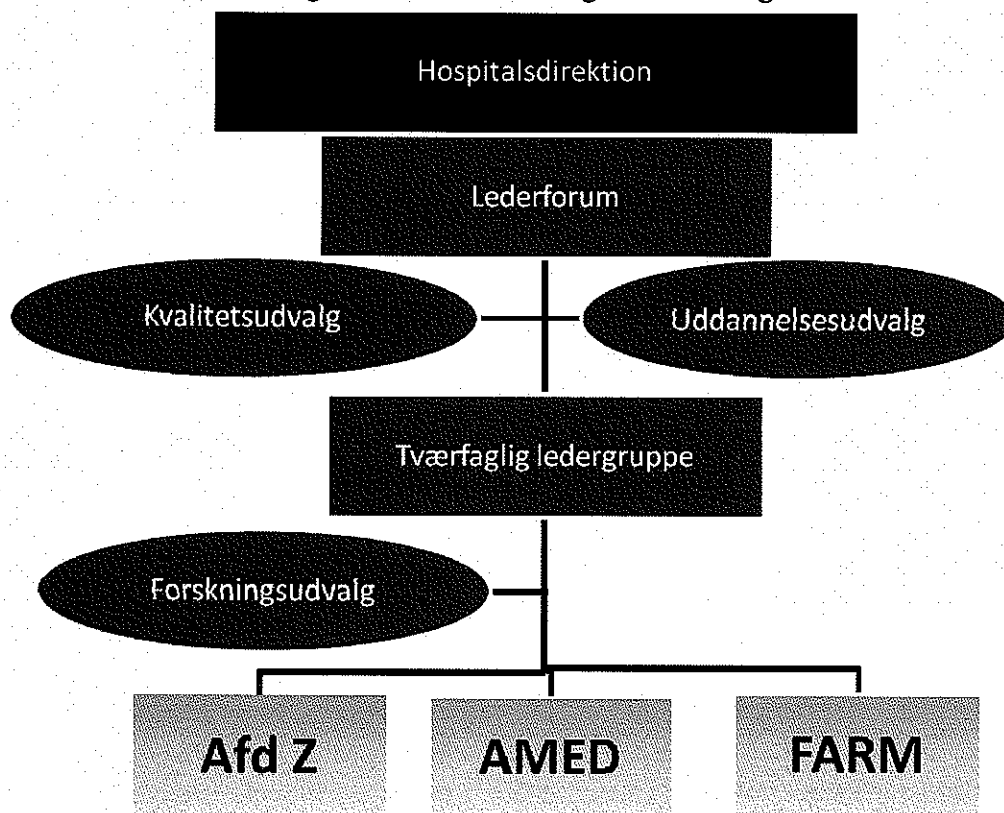 Hospitalsdirektion
Lederforum
Kvalitetsudvalg
Uddannelsesudvalg
Tværfaglig ledergruppe
Forskningsudvalg
Afd Z
AMED
FARM